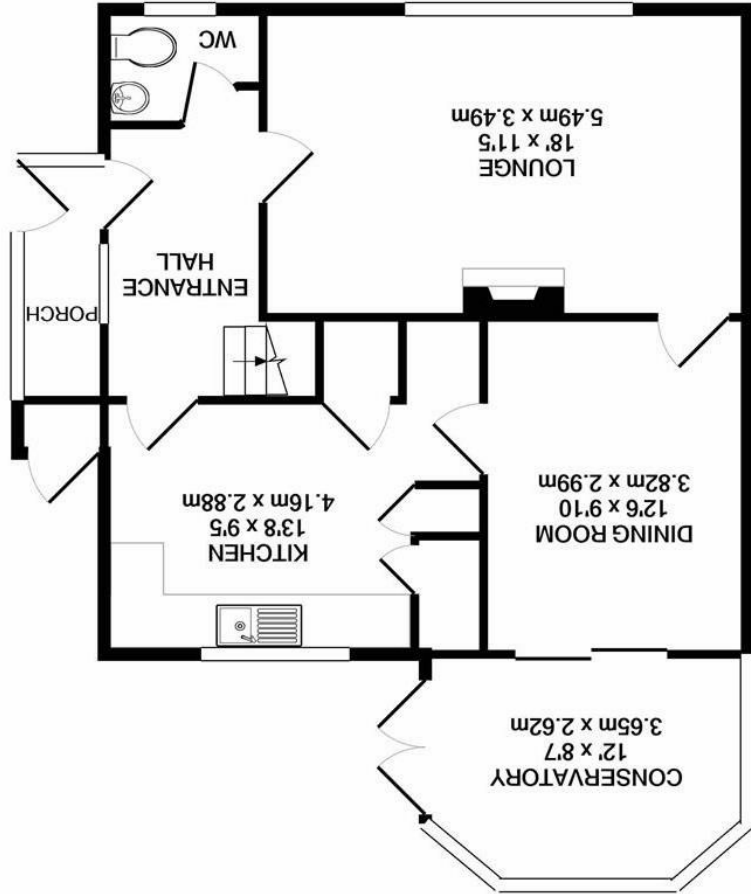 CONSERVATORY
12' x 8'7
3.65m x 2.62m
KITCHEN
13'8 x 9'5
4.16m x 2.88m
DINING ROOM
12'6 x 9'10
3.82m x 2.99m
PORCH
ENTRANCE
HALL
LOUNGE
18' x 11'5
5.49m x 3.49m
WC